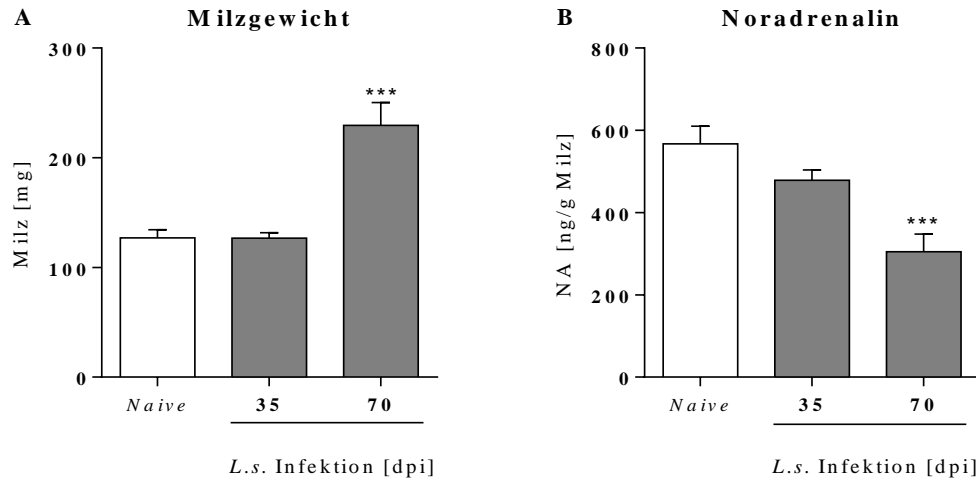 A Milzgewicht
300
200
100
0
Milz [mg]
***
Naive 35 70
L.s. Infektion [dpi]
B Noradrenalin
800
600
400
200
0
NA [ng/g Milz]
***
Naive 35 70
L.s. Infektion [dpi]